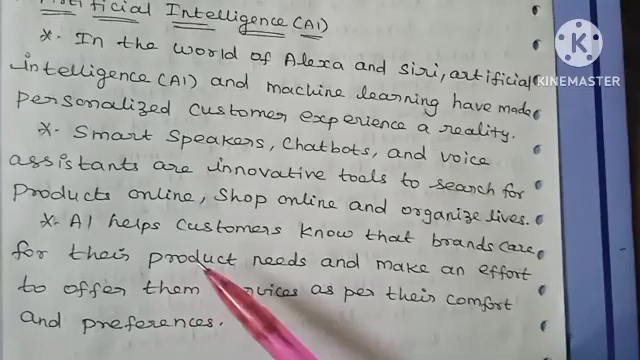 Artificial Intelligence (AI)
*. In the world of Alexa and Siri, artificial
intelligence (AI) and machine learning have made
personalized customer experience a reality.
*. Smart Speakers, Chatbots, and voice
assistants are innovative tools to search for
Products online, Shop online and organize lives.
*. AI helps customers know that brands care
for their product needs and make an effort
to offer them as per their comfort
and preferences.
KINEMASTER